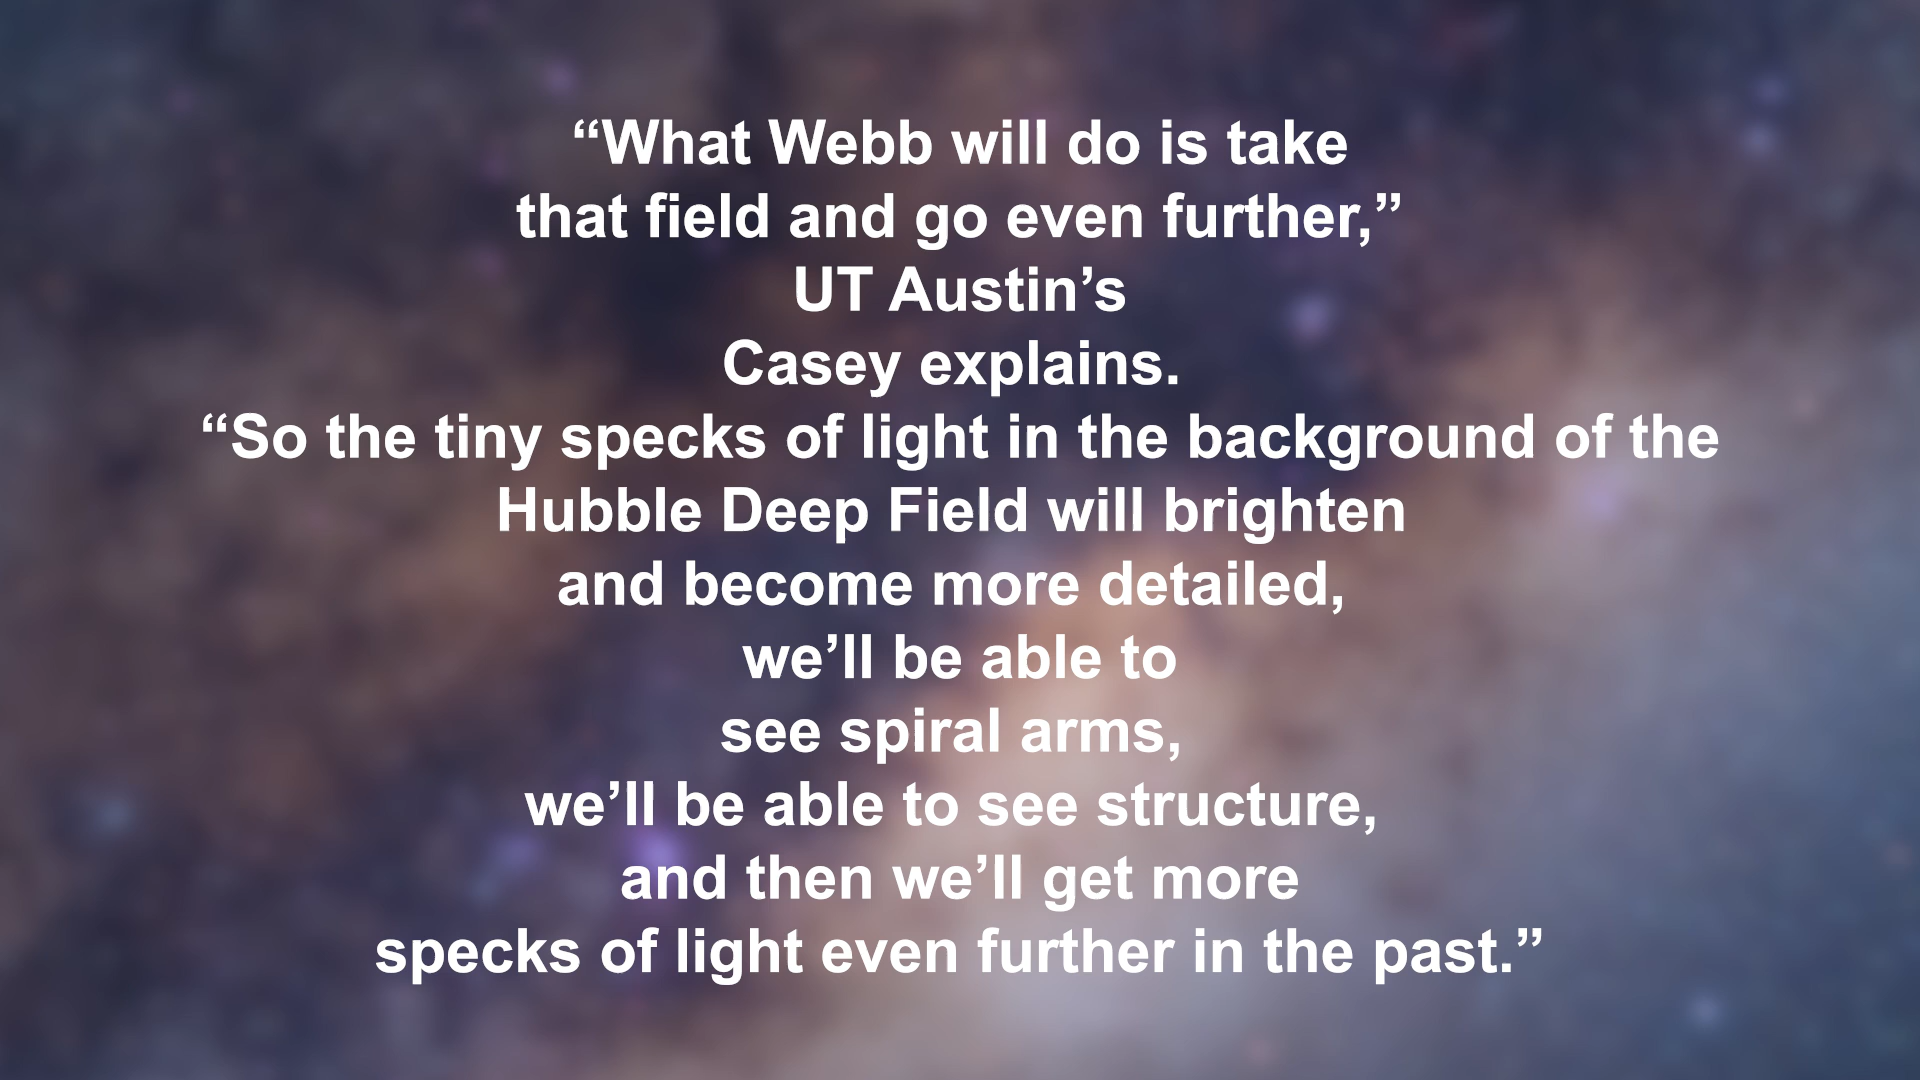 “What Webb will do is take
that field and go even further,”
UT Austin’s
Casey explains.
“So the tiny specks of light in the background of the
Hubble Deep Field will brighten
and become more detailed,
we’ll be able to
see spiral arms,
we’ll be able to see structure,
and then we’ll get more
specks of light even further in the past.”